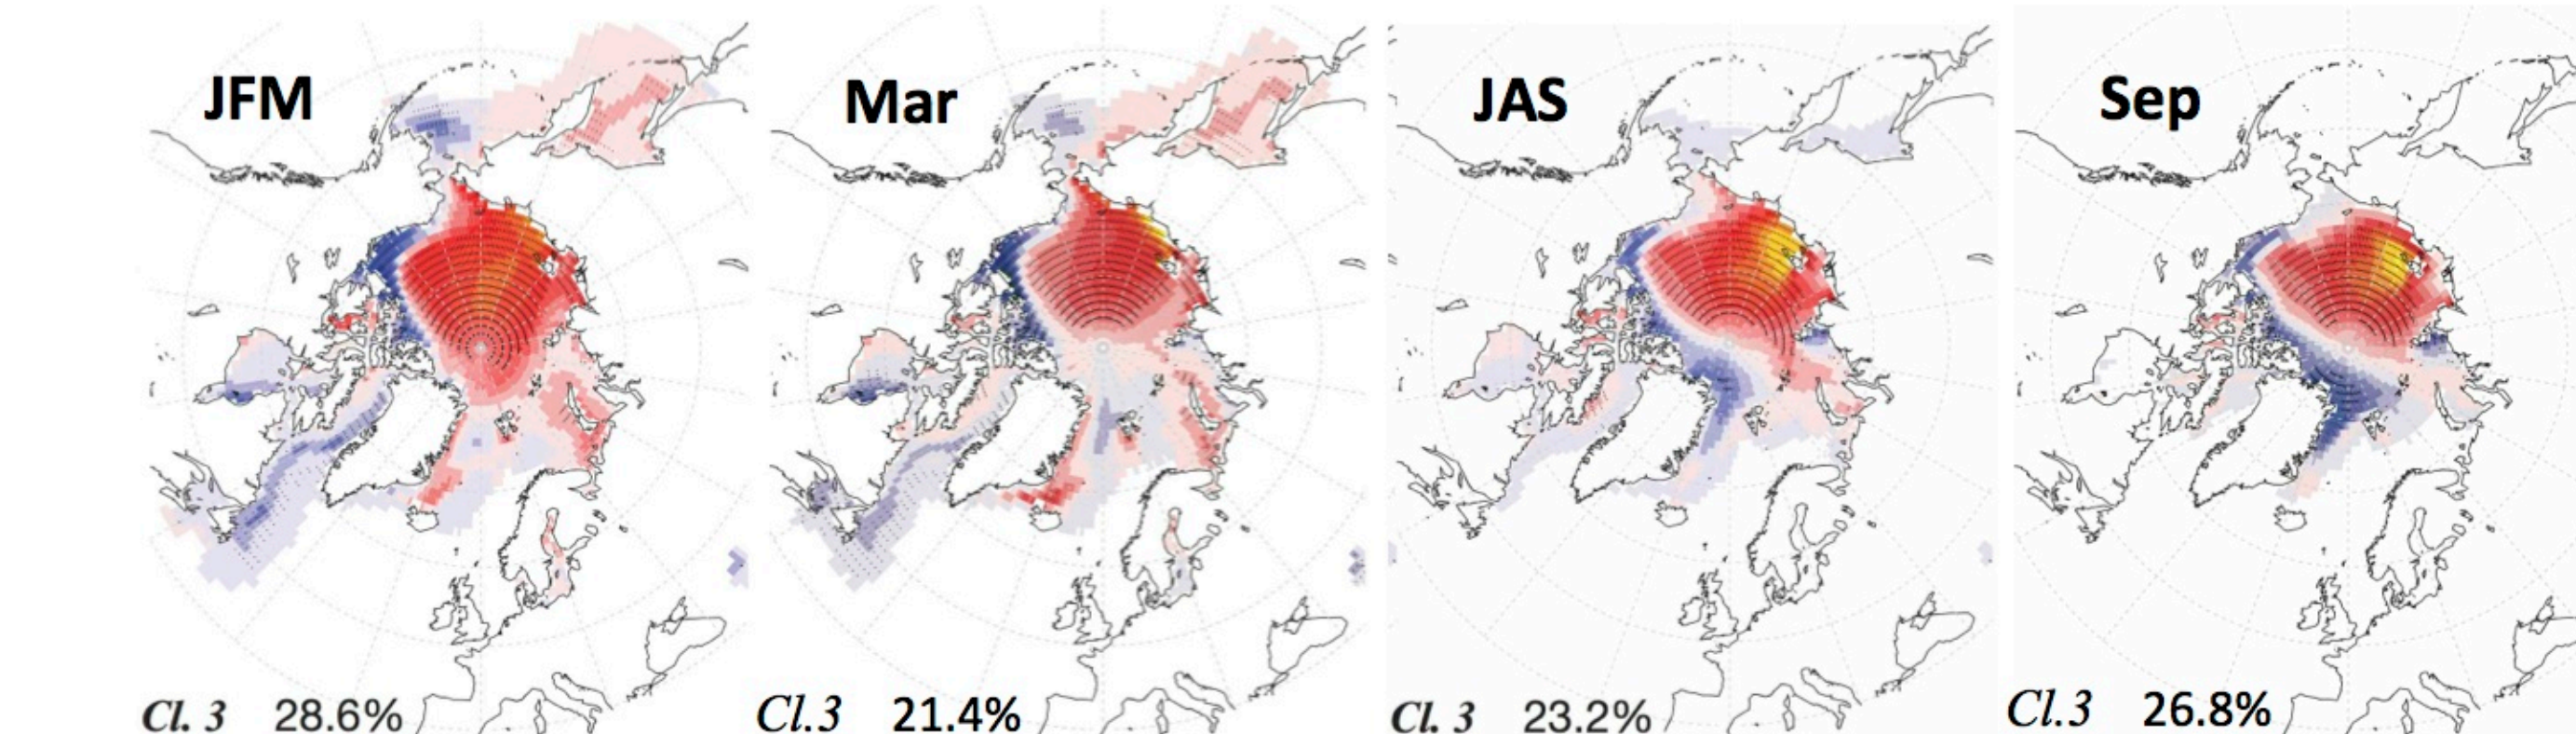 JFM
Mar
JAS
Sep
Cl. 3 28.6%
Cl.3 21.4%
Cl. 3 23.2%
Cl.3 26.8%